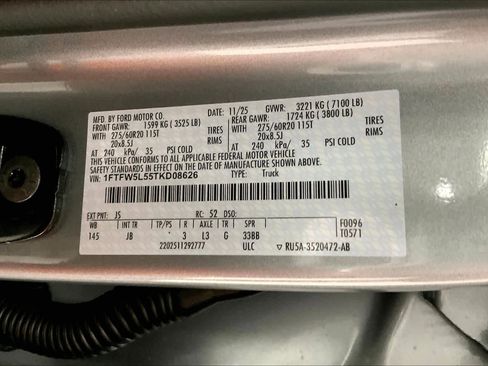 MFD. BY FORD MOTOR CO. DATE: 11/25 GVWR: 3221 KG ( 7100 LB)
FRONT GAWR: 1599 KG ( 3525 LB) REAR GAWR: 1724 KG ( 3800 LB)
WITH 275/60R20 115T TIRES WITH 275/60R20 115T TIRES
20x8.5J RIMS 20x8.5J RIMS
AT 240 kPa/ 35 PSI COLD AT 240 kPa/ 35 PSI COLD
THIS VEHICLE CONFORMS TO ALL APPLICABLE FEDERAL MOTOR VEHICLE
SAFETY STANDARDS IN EFFECT ON THE DATE OF MANUFACTURE SHOWN ABOVE.
VIN: 1FTFW5L55TKD08626 TYPE: Truck
EXT PNT: JS RC: 52 DSO: F0096
WB INT TR TP/PS R AXLE TR SPR T0571
145 JB 3 L3 G 33BB
2202511292777 ULC ▽ RU5A-3520472-AB